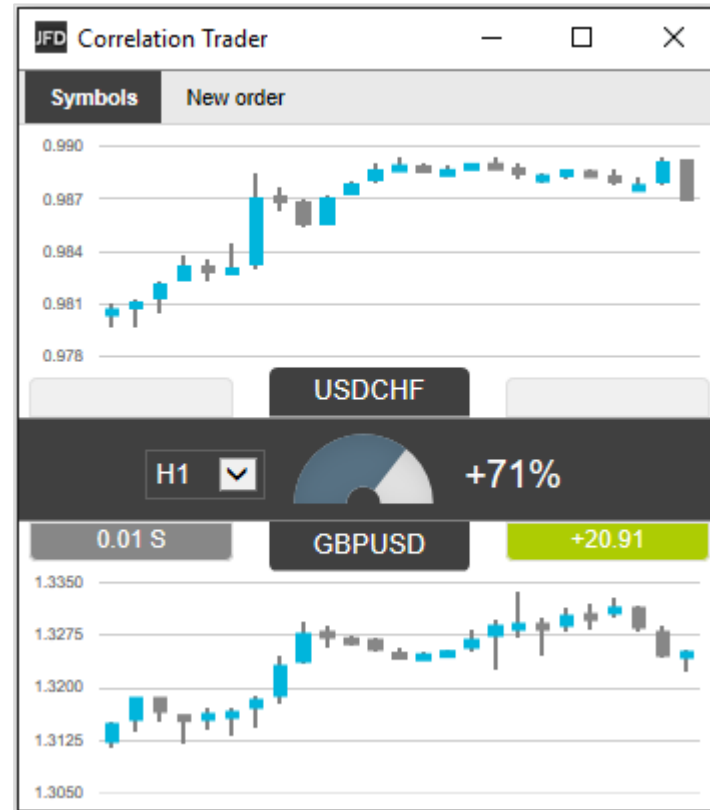 JFD Correlation Trader
Symbols New order
0.990
0.987
0.984
0.981
0.978
USDCHF
H1 +71%
0.01 S GBPUSD +20.91
1.3350
1.3275
1.3200
1.3125
1.3050